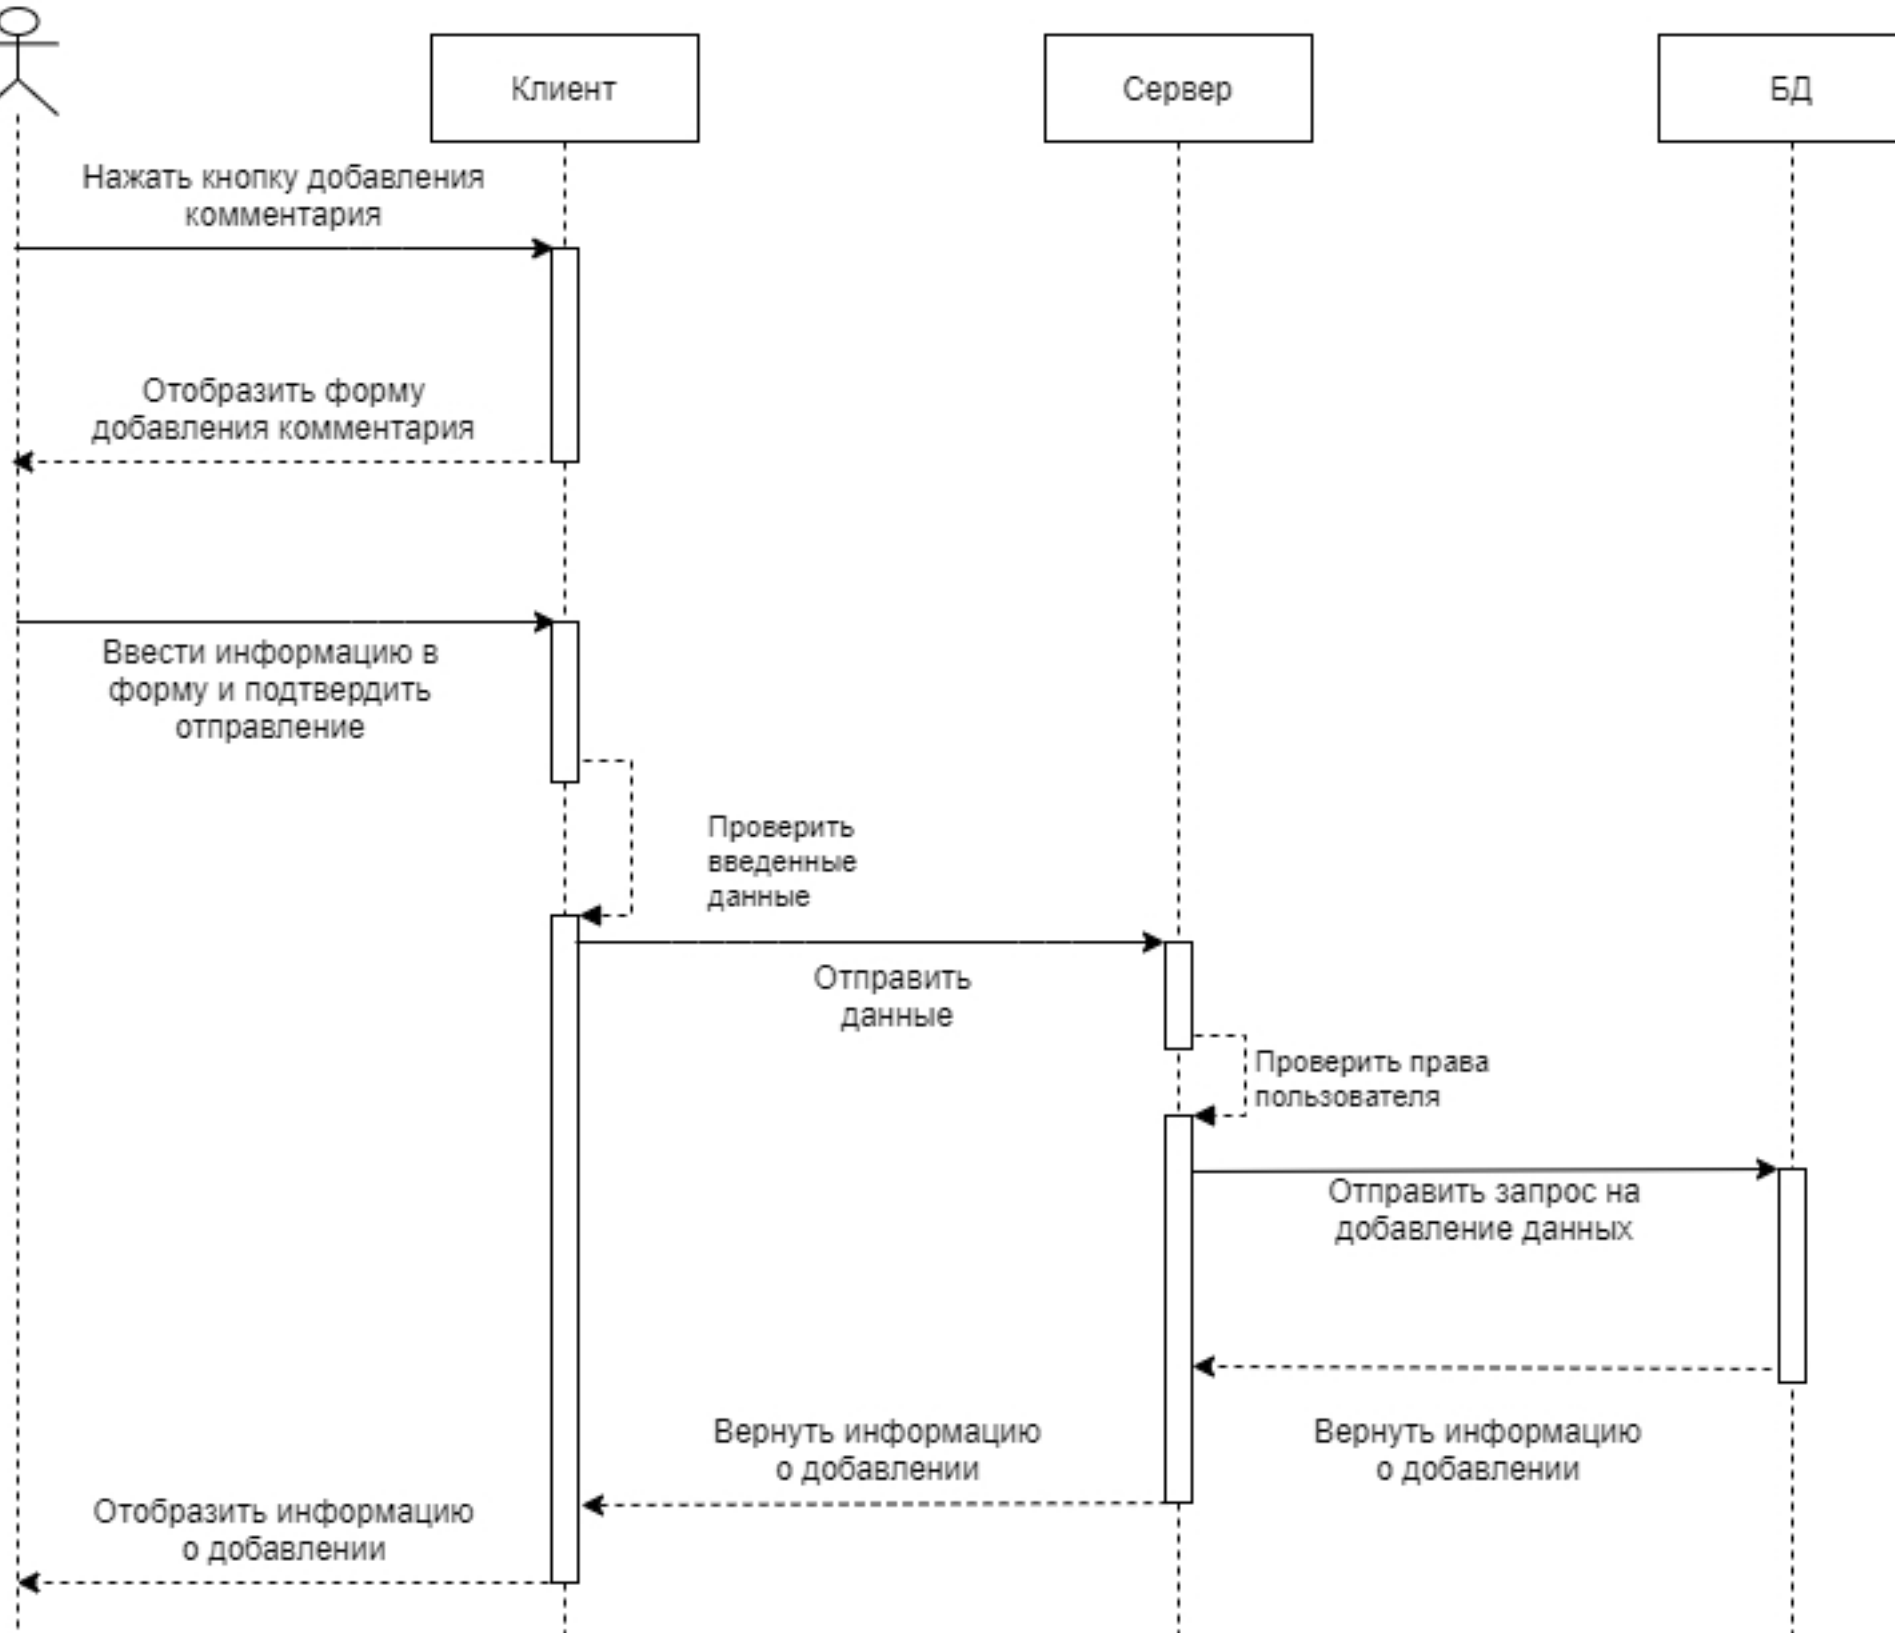 Клиент
Сервер
БД
Нажать кнопку добавления
комментария
Отобразить форму
добавления комментария
Ввести информацию в
форму и подтвердить
отправление
Проверить
введенные
данные
Отправить
данные
Проверить права
пользователя
Отправить запрос на
добавление данных
Вернуть информацию
о добавлении
Вернуть информацию
о добавлении
Отобразить информацию
о добавлении